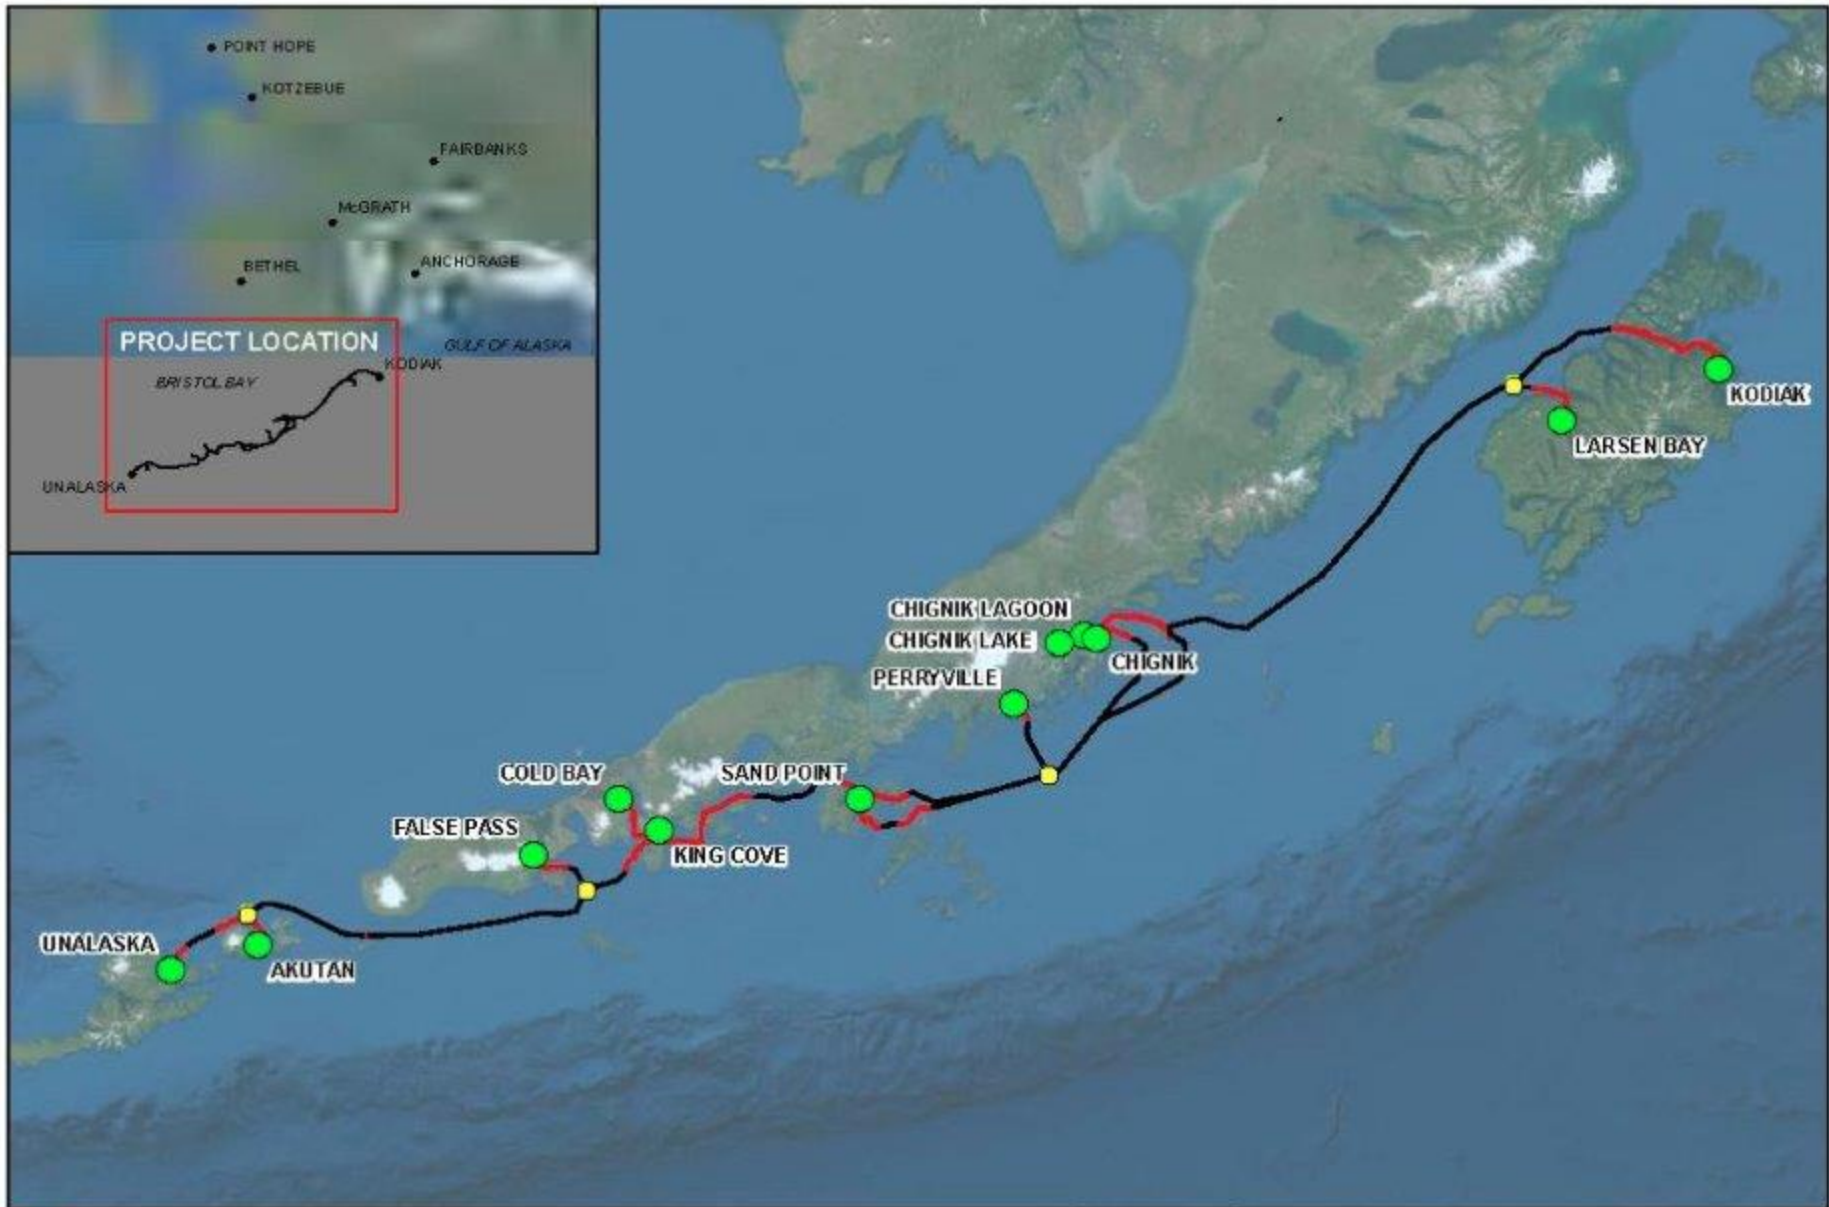 POINT HOPE
KOTZEBUE
FAIRBANKS
McGRATH
BETHEL
ANCHORAGE
PROJECT LOCATION
GULF OF ALASKA
BRISTOL BAY
KODIAK
UNALASKA
KODIAK
LARSEN BAY
CHIGNIK LAGOON
CHIGNIK LAKE
CHIGNIK
PERRYVILLE
COLD BAY
SAND POINT
FALSE PASS
KING COVE
UNALASKA
AKUTAN